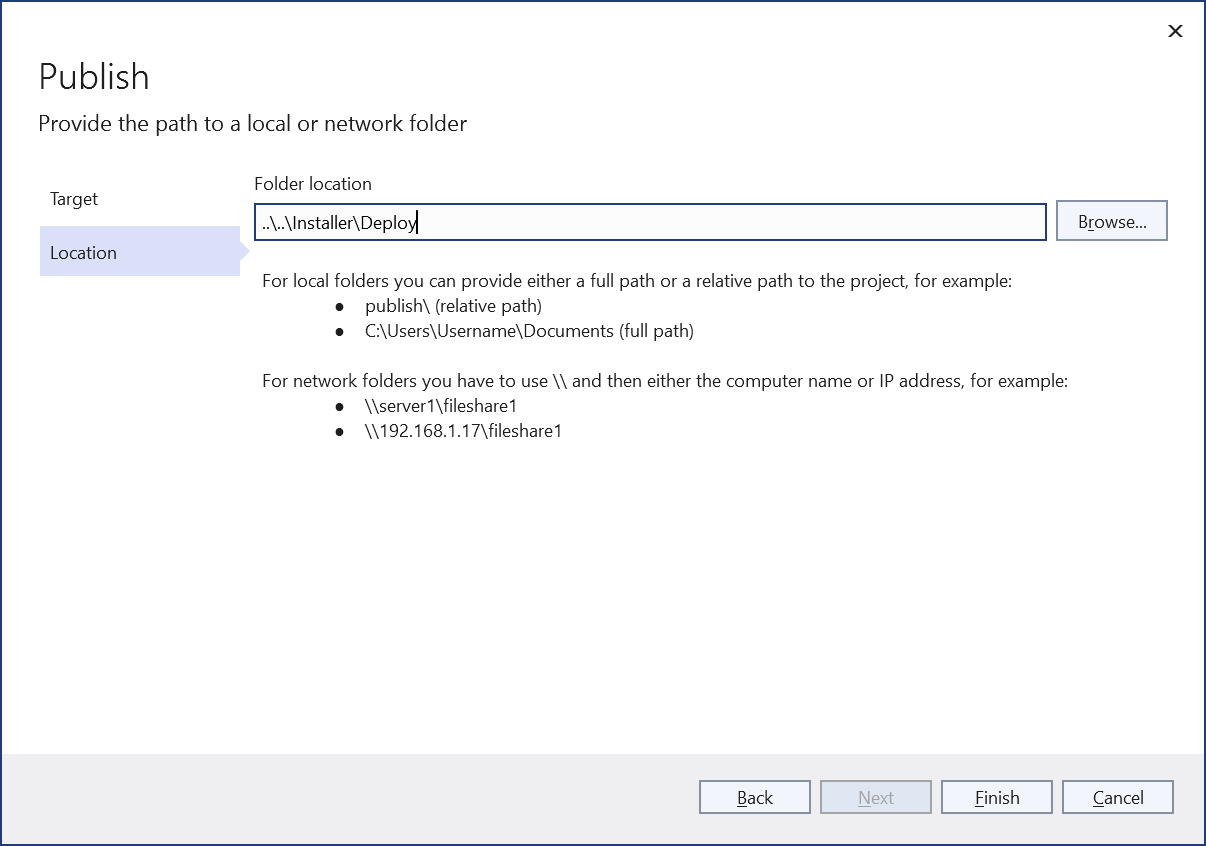 Publish
Provide the path to a local or network folder
Target
Location
Folder location
..\..\Installer\Deploy
Browse...
For local folders you can provide either a full path or a relative path to the project, for example:
● publish\ (relative path)
● C:\Users\Username\Documents (full path)
For network folders you have to use \\ and then either the computer name or IP address, for example:
● \\server1\fileshare1
● \\192.168.1.17\fileshare1
Back
Next
Finish
Cancel